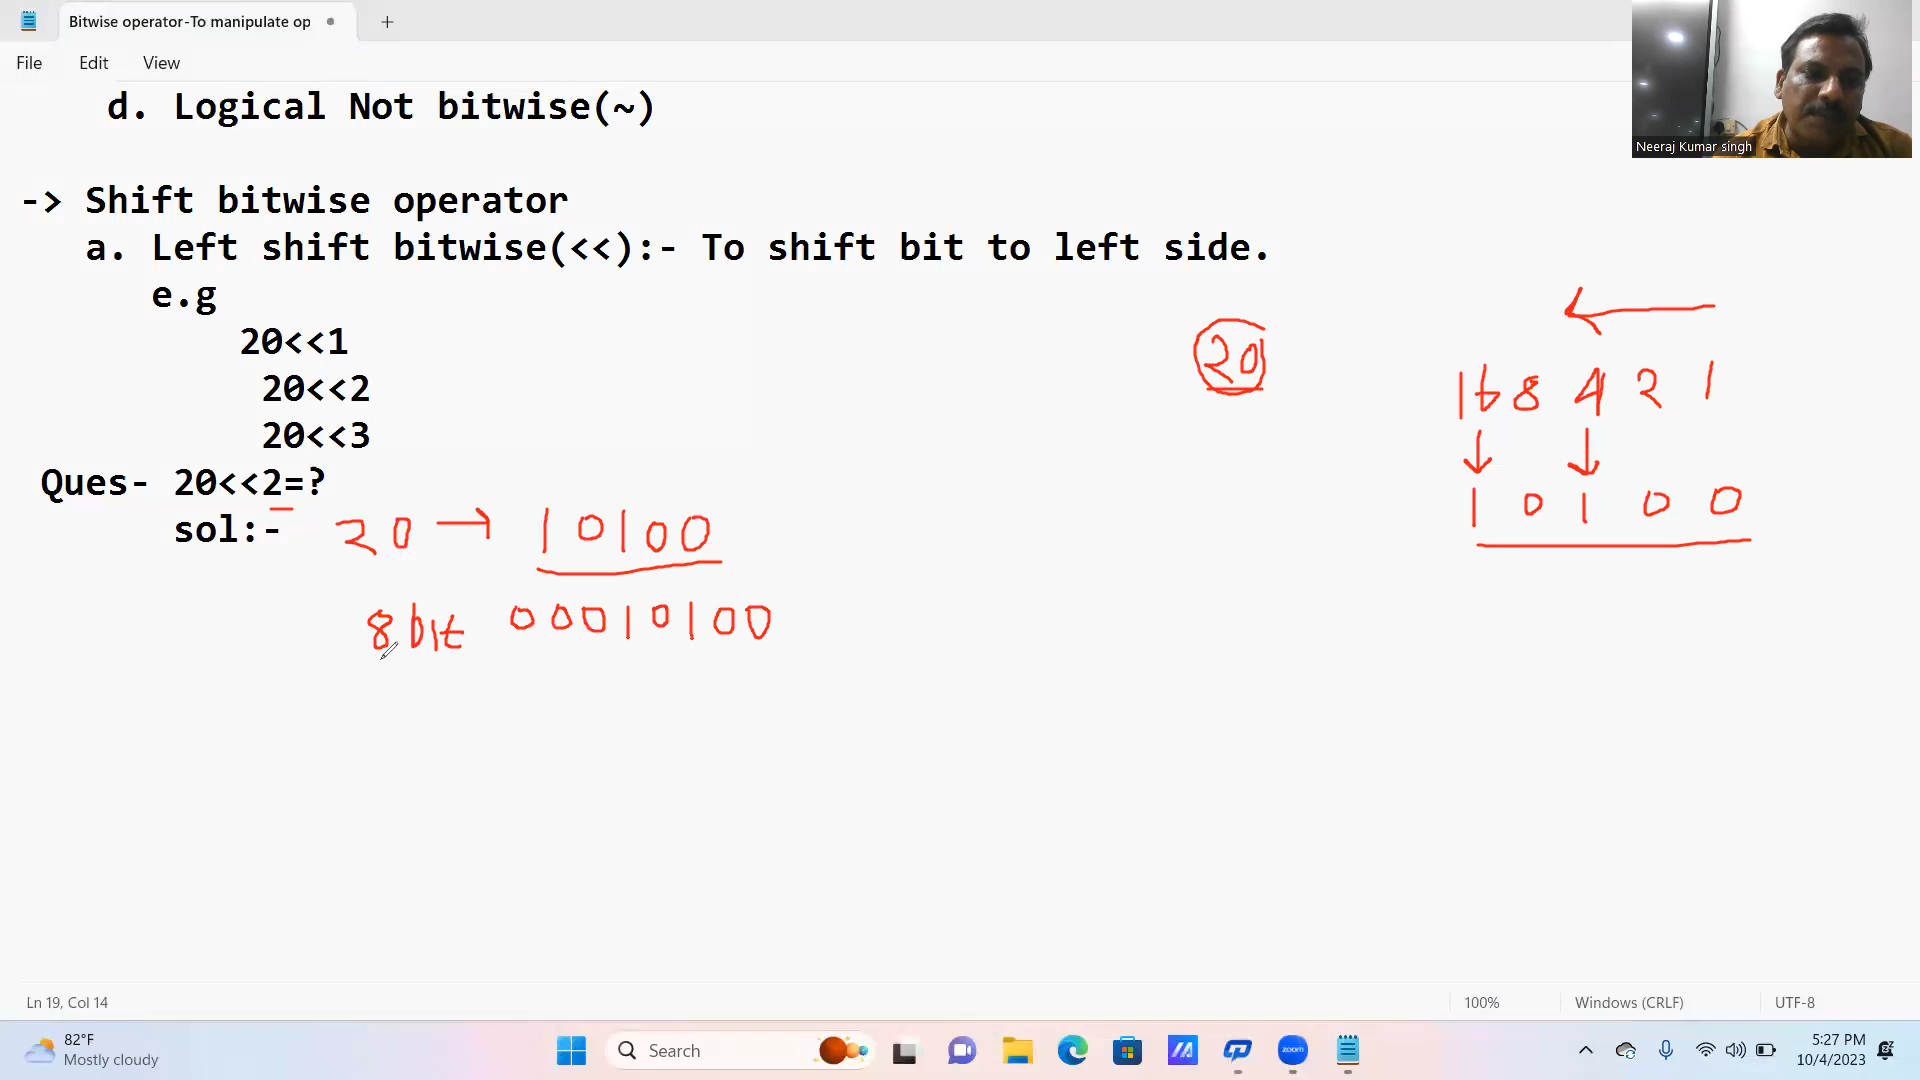 Bitwise operator-To manipulate op
File Edit View
Neeraj Kumar singh
d. Logical Not bitwise(~)
-> Shift bitwise operator
a. Left shift bitwise(<<):- To shift bit to left side.
e.g
20<<1
20<<2
20<<3
Ques- 20<<2=?
sol:- 20 → 10100
8 bit 00010100
20
16 8 4 2 1
1 0 1 0 0
Ln 19, Col 14
100%
Windows (CRLF)
UTF-8
82°F
Mostly cloudy
Search
zoom
5:27 PM
10/4/2023